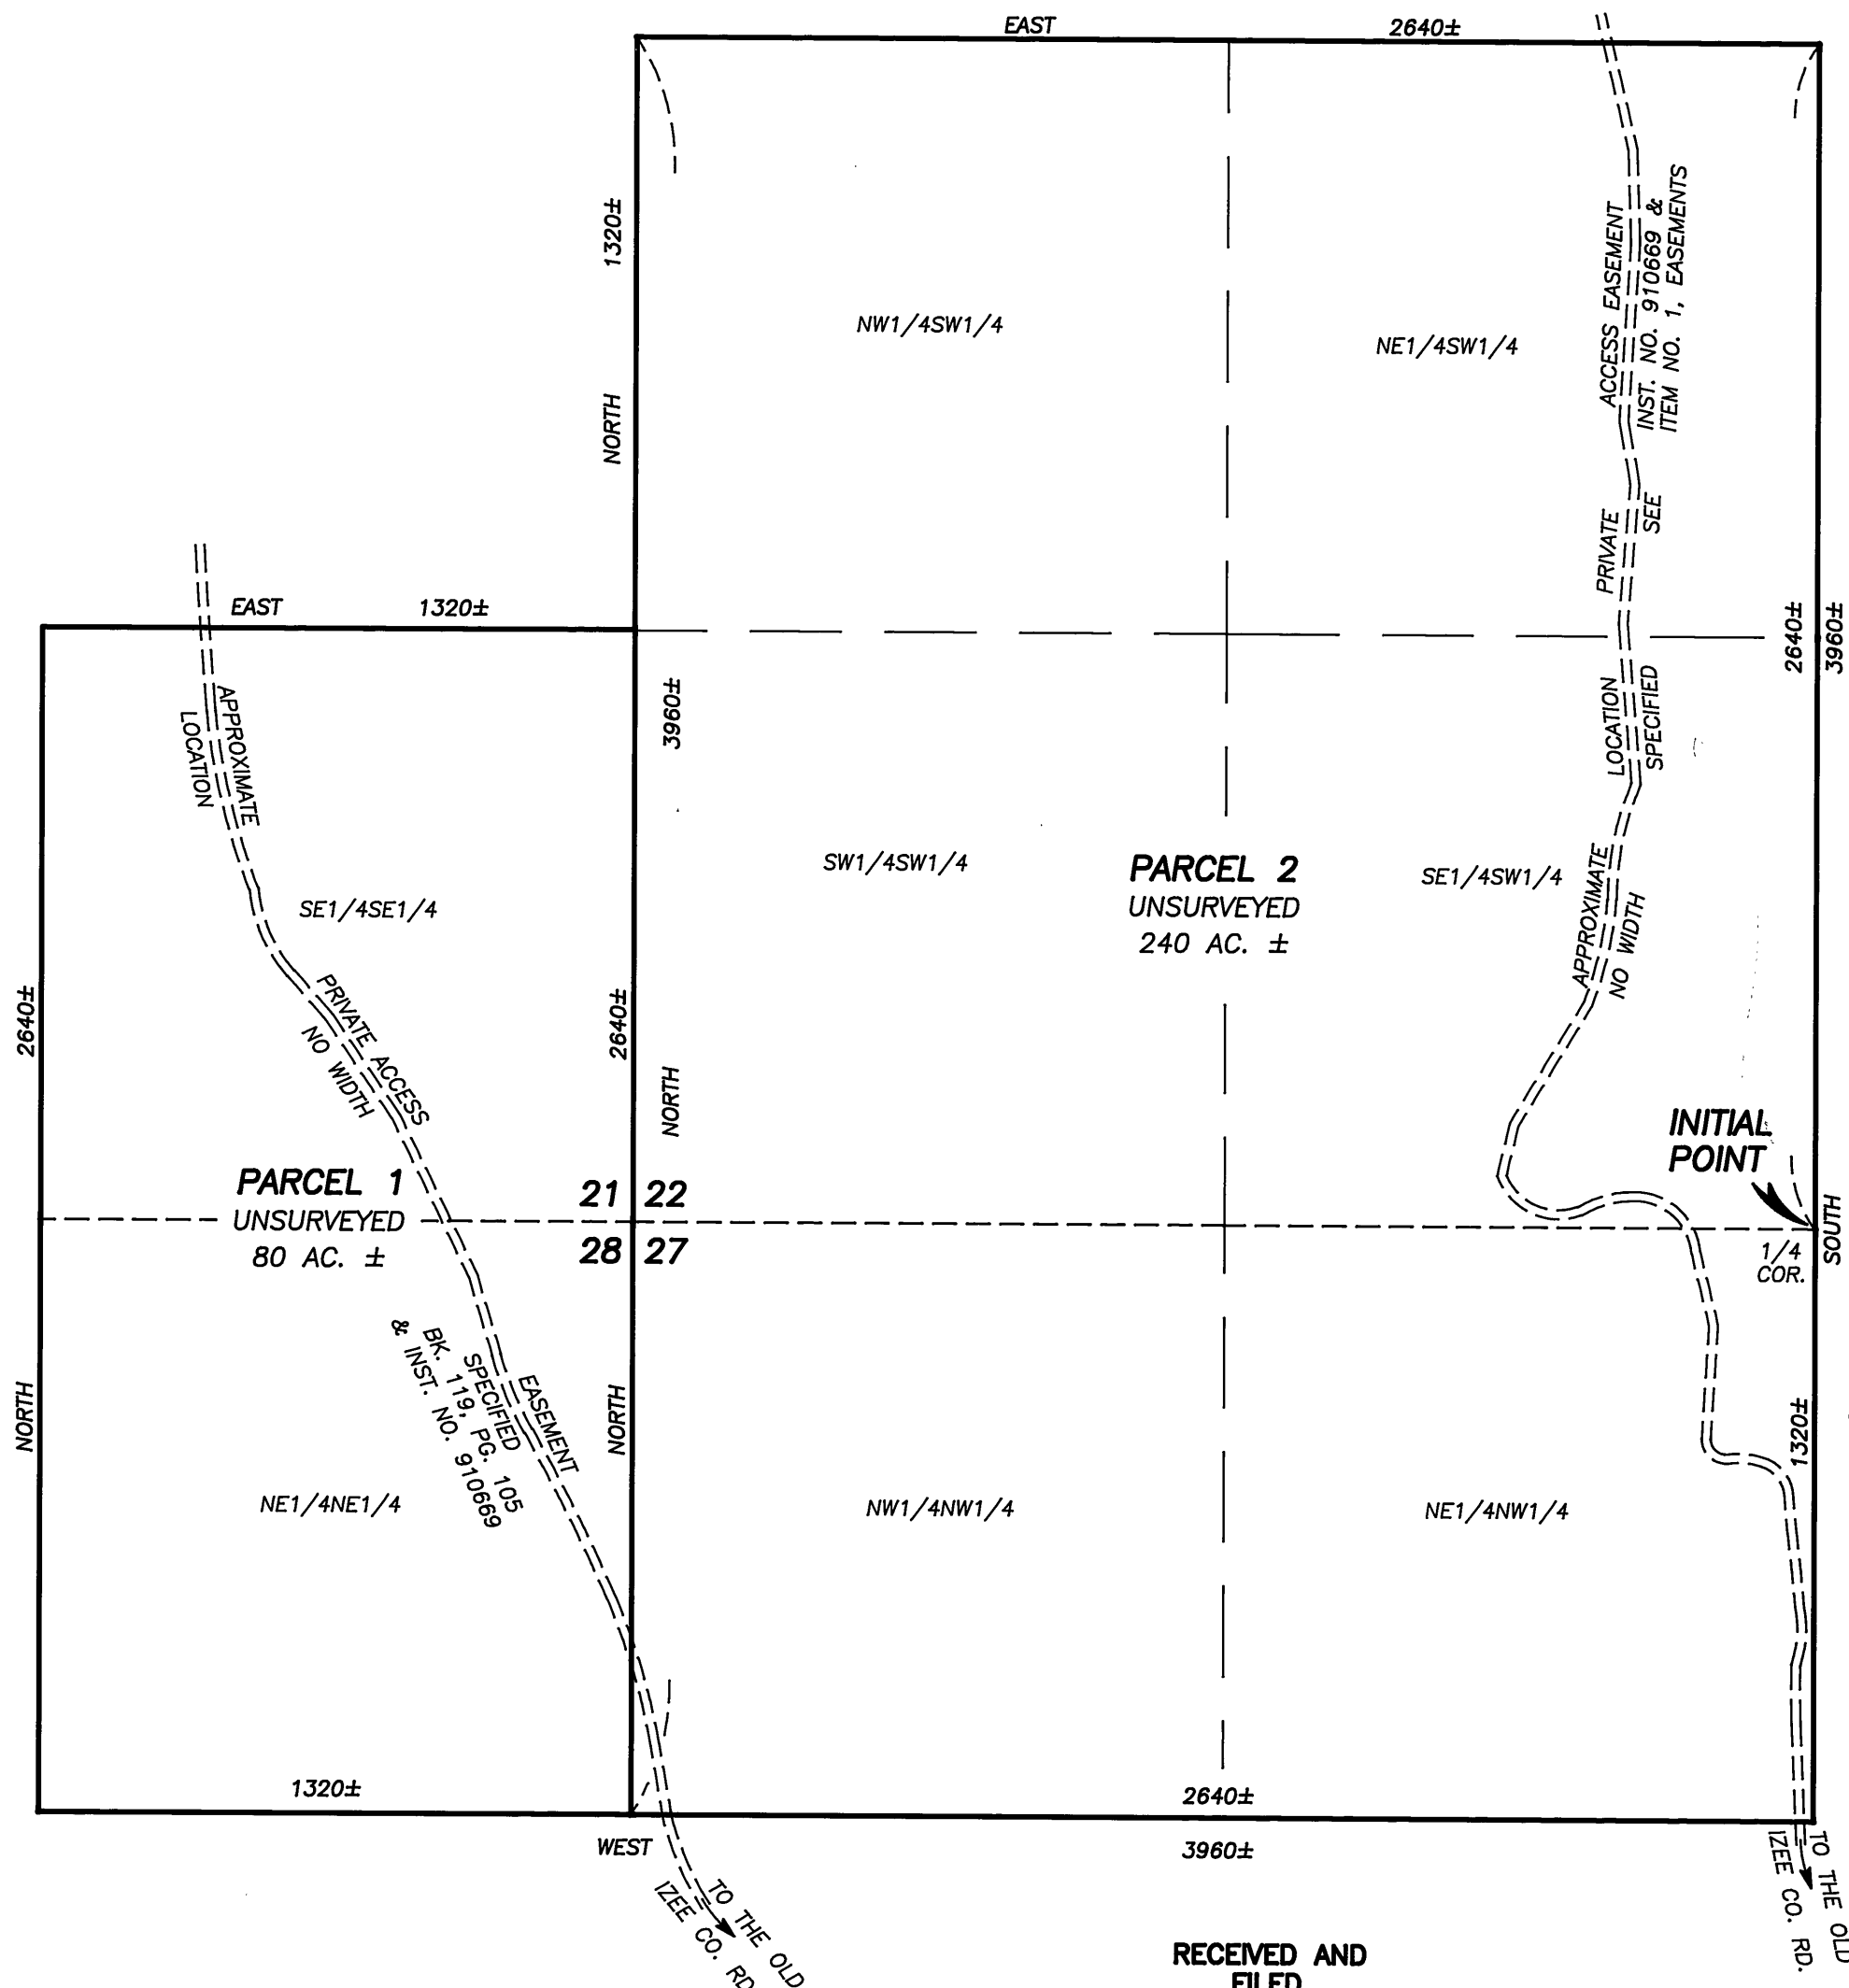 EAST
2640±
1320±
NORTH
NW1/4SW1/4
NE1/4SW1/4
ACCESS EASEMENT
INST. NO. 910669 &
ITEM NO. 1, EASEMENTS
PRIVATE
SEE
EAST
1320±
2640±
3960±
3960±
APPROXIMATE
LOCATION
LOCATION
SPECIFIED
SW1/4SW1/4
PARCEL 2
UNSURVEYED
240 AC. ±
SE1/4SW1/4
SE1/4SE1/4
APPROXIMATE
NO WIDTH
2640±
PRIVATE ACCESS
NO WIDTH
2640±
NORTH
INITIAL
POINT
PARCEL 1
UNSURVEYED
80 AC. ±
21 22
28 27
1/4
COR.
SOUTH
NORTH
EASEMENT
SPECIFIED
BK. 119, PG. 105
& INST. NO. 910669
NORTH
1320±
NE1/4NE1/4
NW1/4NW1/4
NE1/4NW1/4
1320±
2640±
WEST
3960±
TO THE OLD
IZEE CO. RD.
TO THE OLD
IZEE CO. RD.
RECEIVED AND
FILED